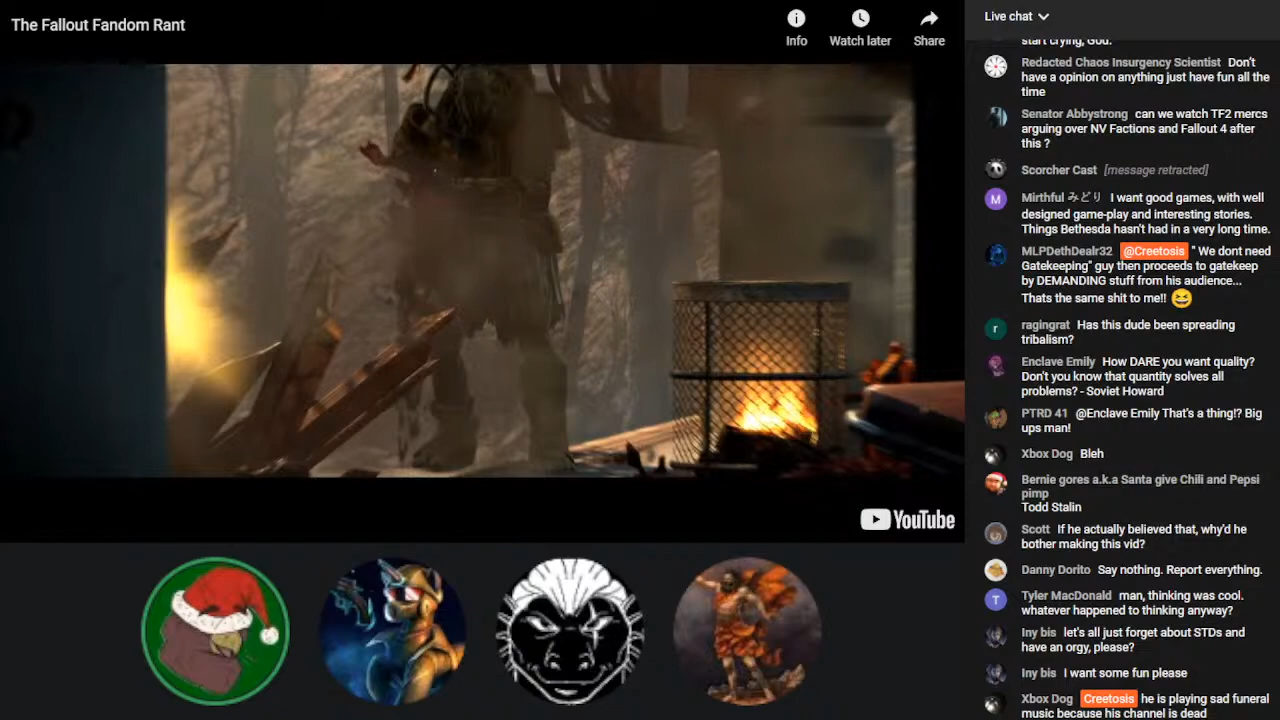 The Fallout Fandom Rant
Info
Watch later
Share
Live chat
start crying, God.
Redacted Chaos Insurgency Scientist Don't
have a opinion on anything just have fun all the
time
Senator Abbystrong can we watch TF2 mercs
arguing over NV Factions and Fallout 4 after
this ?
Scorcher Cast [message retracted]
M
Mirthful みどり I want good games, with well
designed game-play and interesting stories.
Things Bethesda hasn't had in a very long time.
MLPDethDealr32 @Creetosis " We dont need
Gatekeeping" guy then proceeds to gatekeep
by DEMANDING stuff from his audience...
Thats the same shit to me!! 😆
r
ragingrat Has this dude been spreading
tribalism?
Enclave Emily How DARE you want quality?
Don't you know that quantity solves all
problems? - Soviet Howard
PTRD 41 @Enclave Emily That's a thing!? Big
ups man!
Xbox Dog Bleh
Bernie gores a.k.a Santa give Chili and Pepsi
pimp
Todd Stalin
Scott If he actually believed that, why'd he
bother making this vid?
Danny Dorito Say nothing. Report everything.
T
Tyler MacDonald man, thinking was cool.
whatever happened to thinking anyway?
Iny bis let's all just forget about STDs and
have an orgy, please?
Iny bis I want some fun please
Xbox Dog Creetosis he is playing sad funeral
music because his channel is dead
YouTube